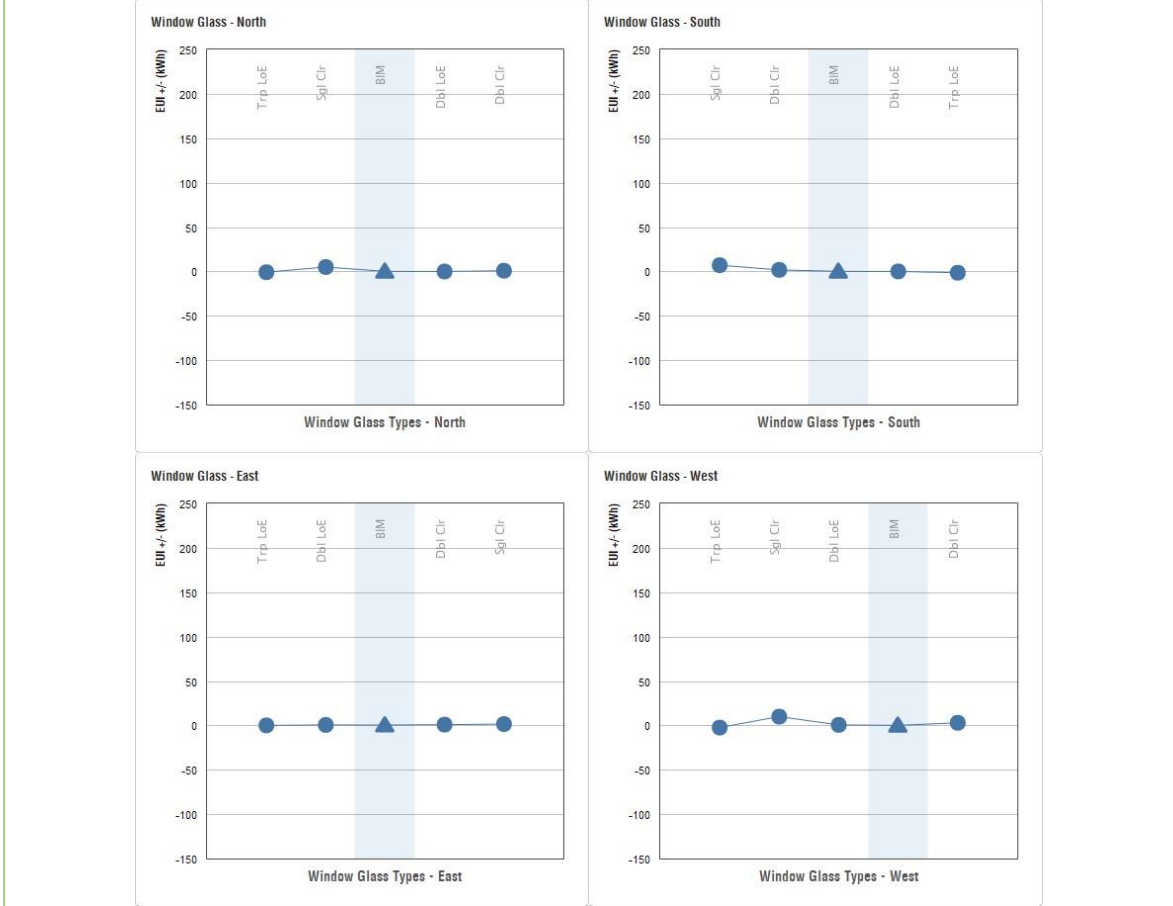 Window Glass - North
EUI +/- (kWh)
250
200
150
100
50
0
-50
-100
-150
Trp LoE
Sgl Clr
BIM
Dbl LoE
Dbl Clr
Window Glass Types - North
Window Glass - South
EUI +/- (kWh)
250
200
150
100
50
0
-50
-100
-150
Sgl Clr
Dbl Clr
BIM
Dbl LoE
Trp LoE
Window Glass Types - South
Window Glass - East
EUI +/- (kWh)
250
200
150
100
50
0
-50
-100
-150
Trp LoE
Dbl LoE
BIM
Dbl Clr
Sgl Clr
Window Glass Types - East
Window Glass - West
EUI +/- (kWh)
250
200
150
100
50
0
-50
-100
-150
Trp LoE
Sgl Clr
Dbl LoE
BIM
Dbl Clr
Window Glass Types - West